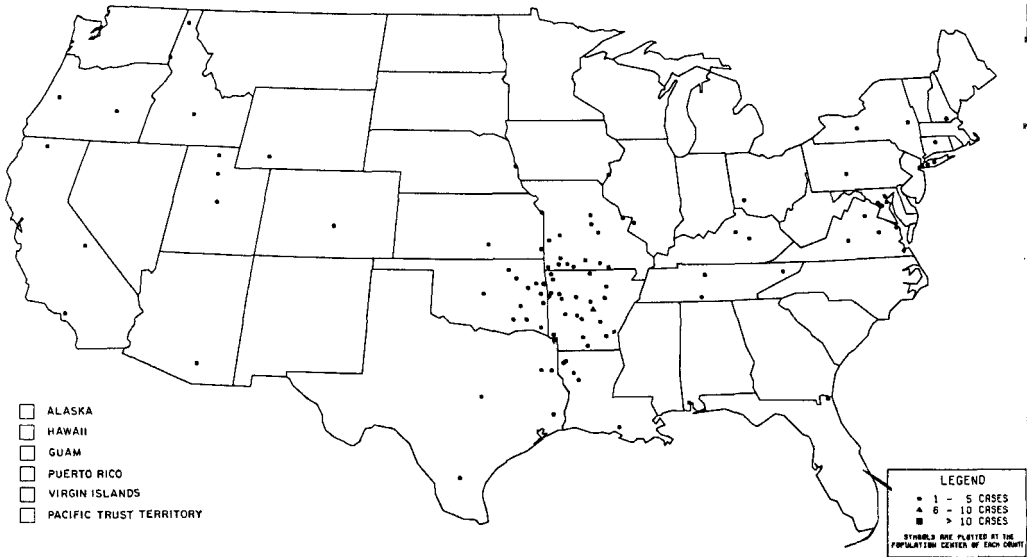 ALASKA
HAWAII
GUAM
PUERTO RICO
VIRGIN ISLANDS
PACIFIC TRUST TERRITORY
LEGEND
1 - 5 CASES
6 - 10 CASES
> 10 CASES
SYMBOLS ARE PLOTTED AT THE
POPULATION CENTER OF EACH COUNTY